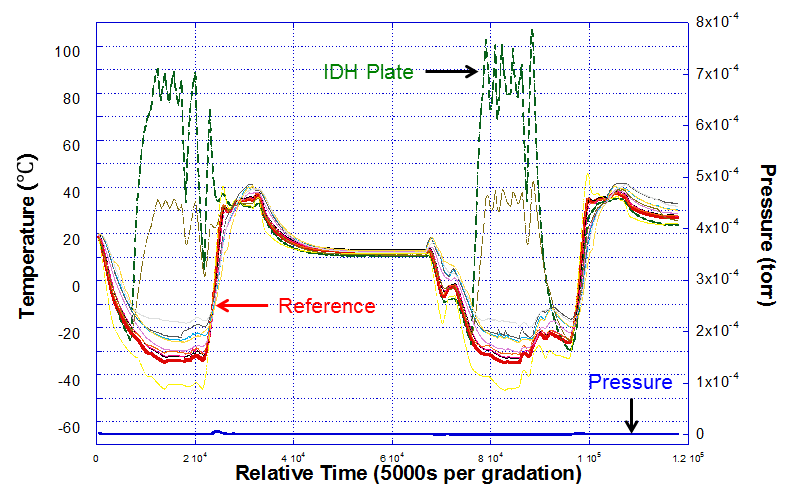 8x10-4
100
7x10-4
IDH Plate
80
6x10-4
60
5x10-4
40
4x10-4
20
3x10-4
0
Reference
2x10-4
-20
Pressure
1x10-4
-40
-60
0
Temperature (°C)
Pressure (torr)
0
2 104
4 104
6 104
8 104
1 105
1.2 105
Relative Time (5000s per gradation)